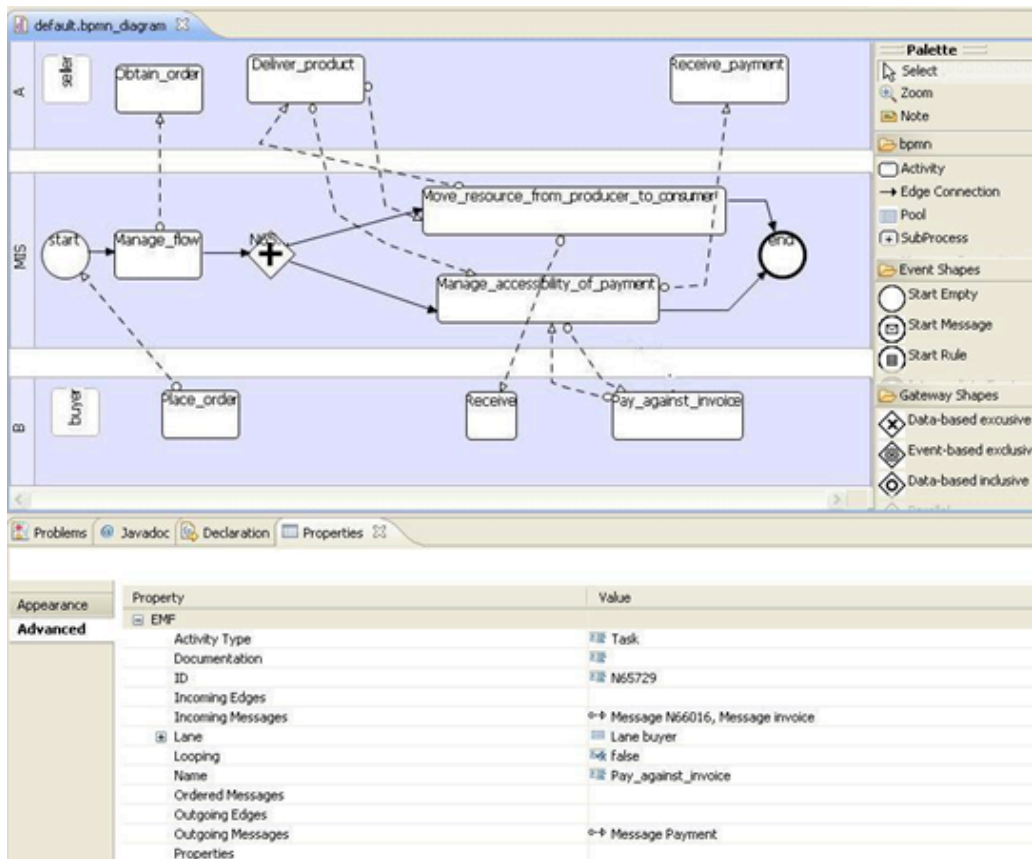 default.bpmn_diagram
A
seller
Obtain_order
Deliver_product
Receive_payment
MIS
start
Manage_flow
Move_resource_from_producer_to_consumer
Manage_accessibility_of_payment
end
B
buyer
Place_order
Receive
Pay_against_invoice
Palette
Select
Zoom
Note
bpmn
Activity
Edge Connection
Pool
SubProcess
Event Shapes
Start Empty
Start Message
Start Rule
Gateway Shapes
Data-based excusive
Event-based exclusiv
Data-based inclusive
Problems
@ Javadoc
Declaration
Properties
Appearance
Advanced
Property Value
EMF
Activity Type Task
Documentation
ID N65729
Incoming Edges
Incoming Messages Message N66016, Message invoice
Lane Lane buyer
Looping false
Name Pay_against_invoice
Ordered Messages
Outgoing Edges
Outgoing Messages Message Payment
Properties